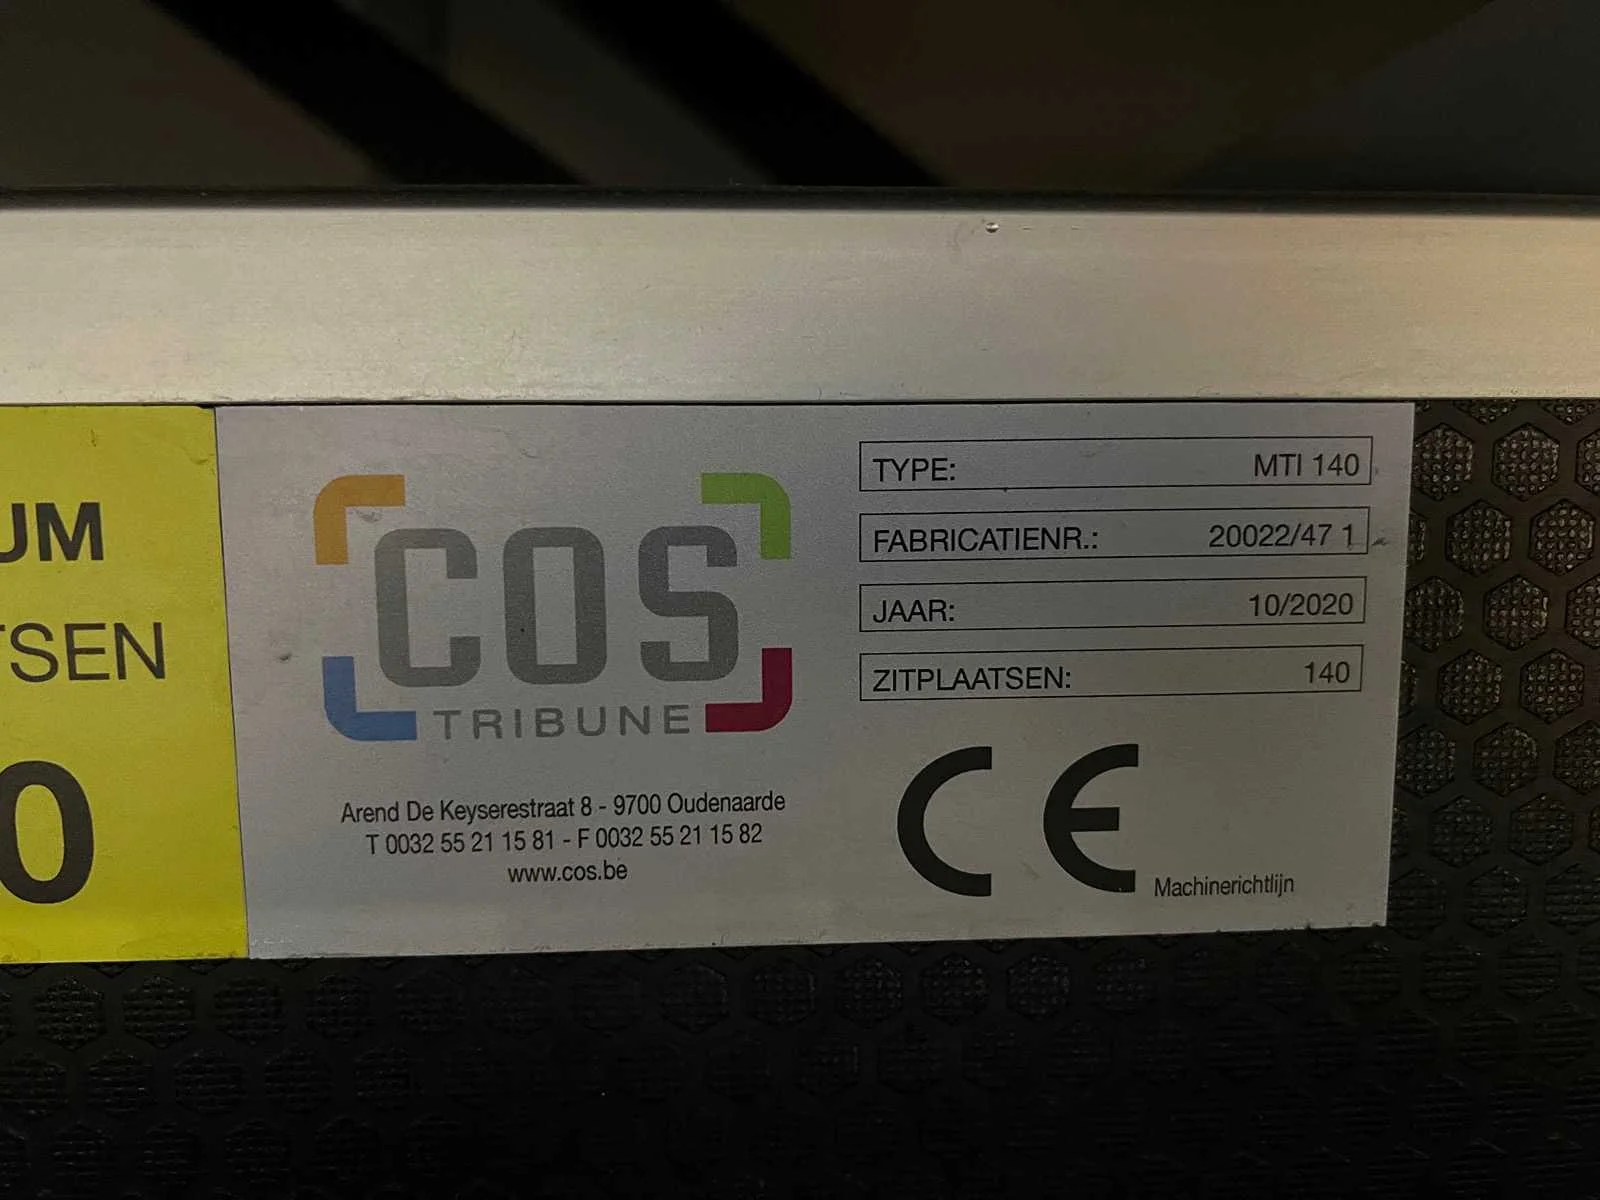 UM
TSEN
0
COS
TRIBUNE
Arend De Keyserestraat 8 - 9700 Oudenaarde
T 0032 55 21 15 81 - F 0032 55 21 15 82
www.cos.be
TYPE: MTI 140
FABRICATIENR.: 20022/47 1
JAAR: 10/2020
ZITPLAATSEN: 140
CE
Machinerichtlijn